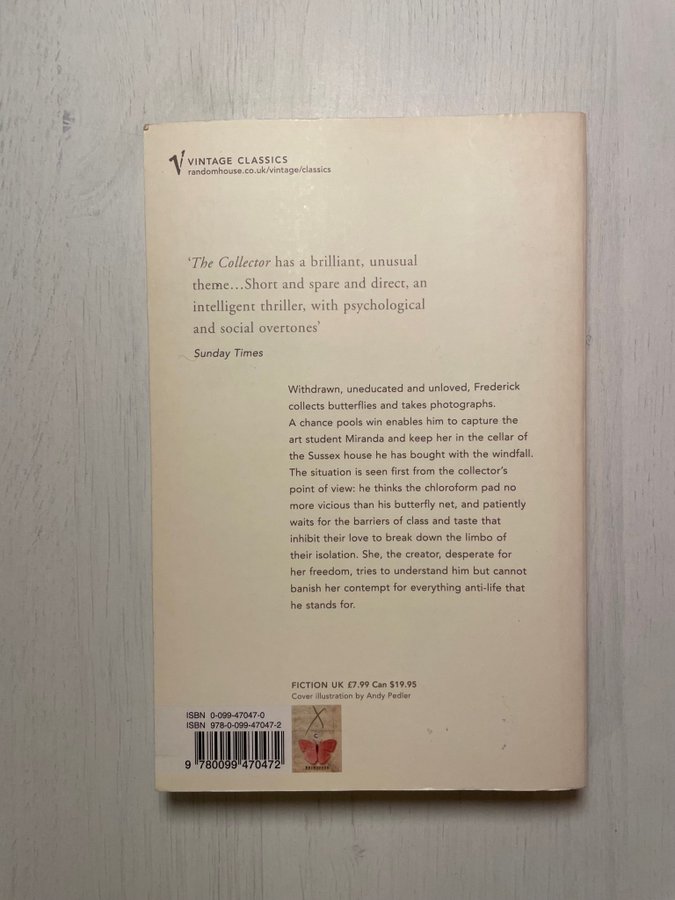 VINTAGE CLASSICS
randomhouse.co.uk/vintage/classics
‘The Collector has a brilliant, unusual
theme...Short and spare and direct, an
intelligent thriller, with psychological
and social overtones’
Sunday Times
Withdrawn, uneducated and unloved, Frederick
collects butterflies and takes photographs.
A chance pools win enables him to capture the
art student Miranda and keep her in the cellar of
the Sussex house he has bought with the windfall.
The situation is seen first from the collector’s
point of view: he thinks the chloroform pad no
more vicious than his butterfly net, and patiently
waits for the barriers of class and taste that
inhibit their love to break down the limbo of
their isolation. She, the creator, desperate for
her freedom, tries to understand him but cannot
banish her contempt for everything anti-life that
he stands for.
FICTION UK £7.99 Can $19.95
Cover illustration by Andy Pedler
ISBN 0-099-47047-0
ISBN 978-0-099-47047-2
9 780099 470472